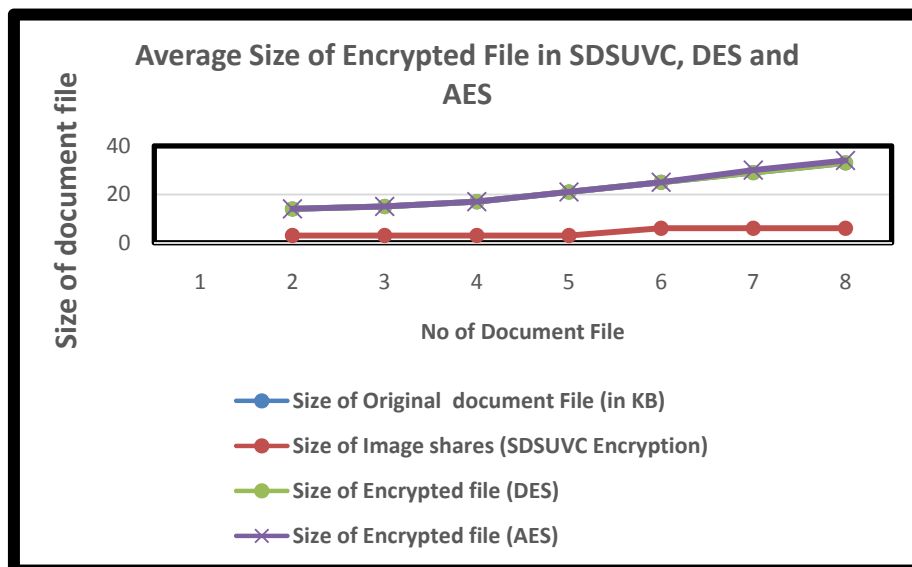 Average Size of Encrypted File in SDSUVC, DES and
AES
Size of document file
40
20
0
1 2 3 4 5 6 7 8
No of Document File
Size of Original document File (in KB)
Size of Image shares (SDSUVC Encryption)
Size of Encrypted file (DES)
Size of Encrypted file (AES)